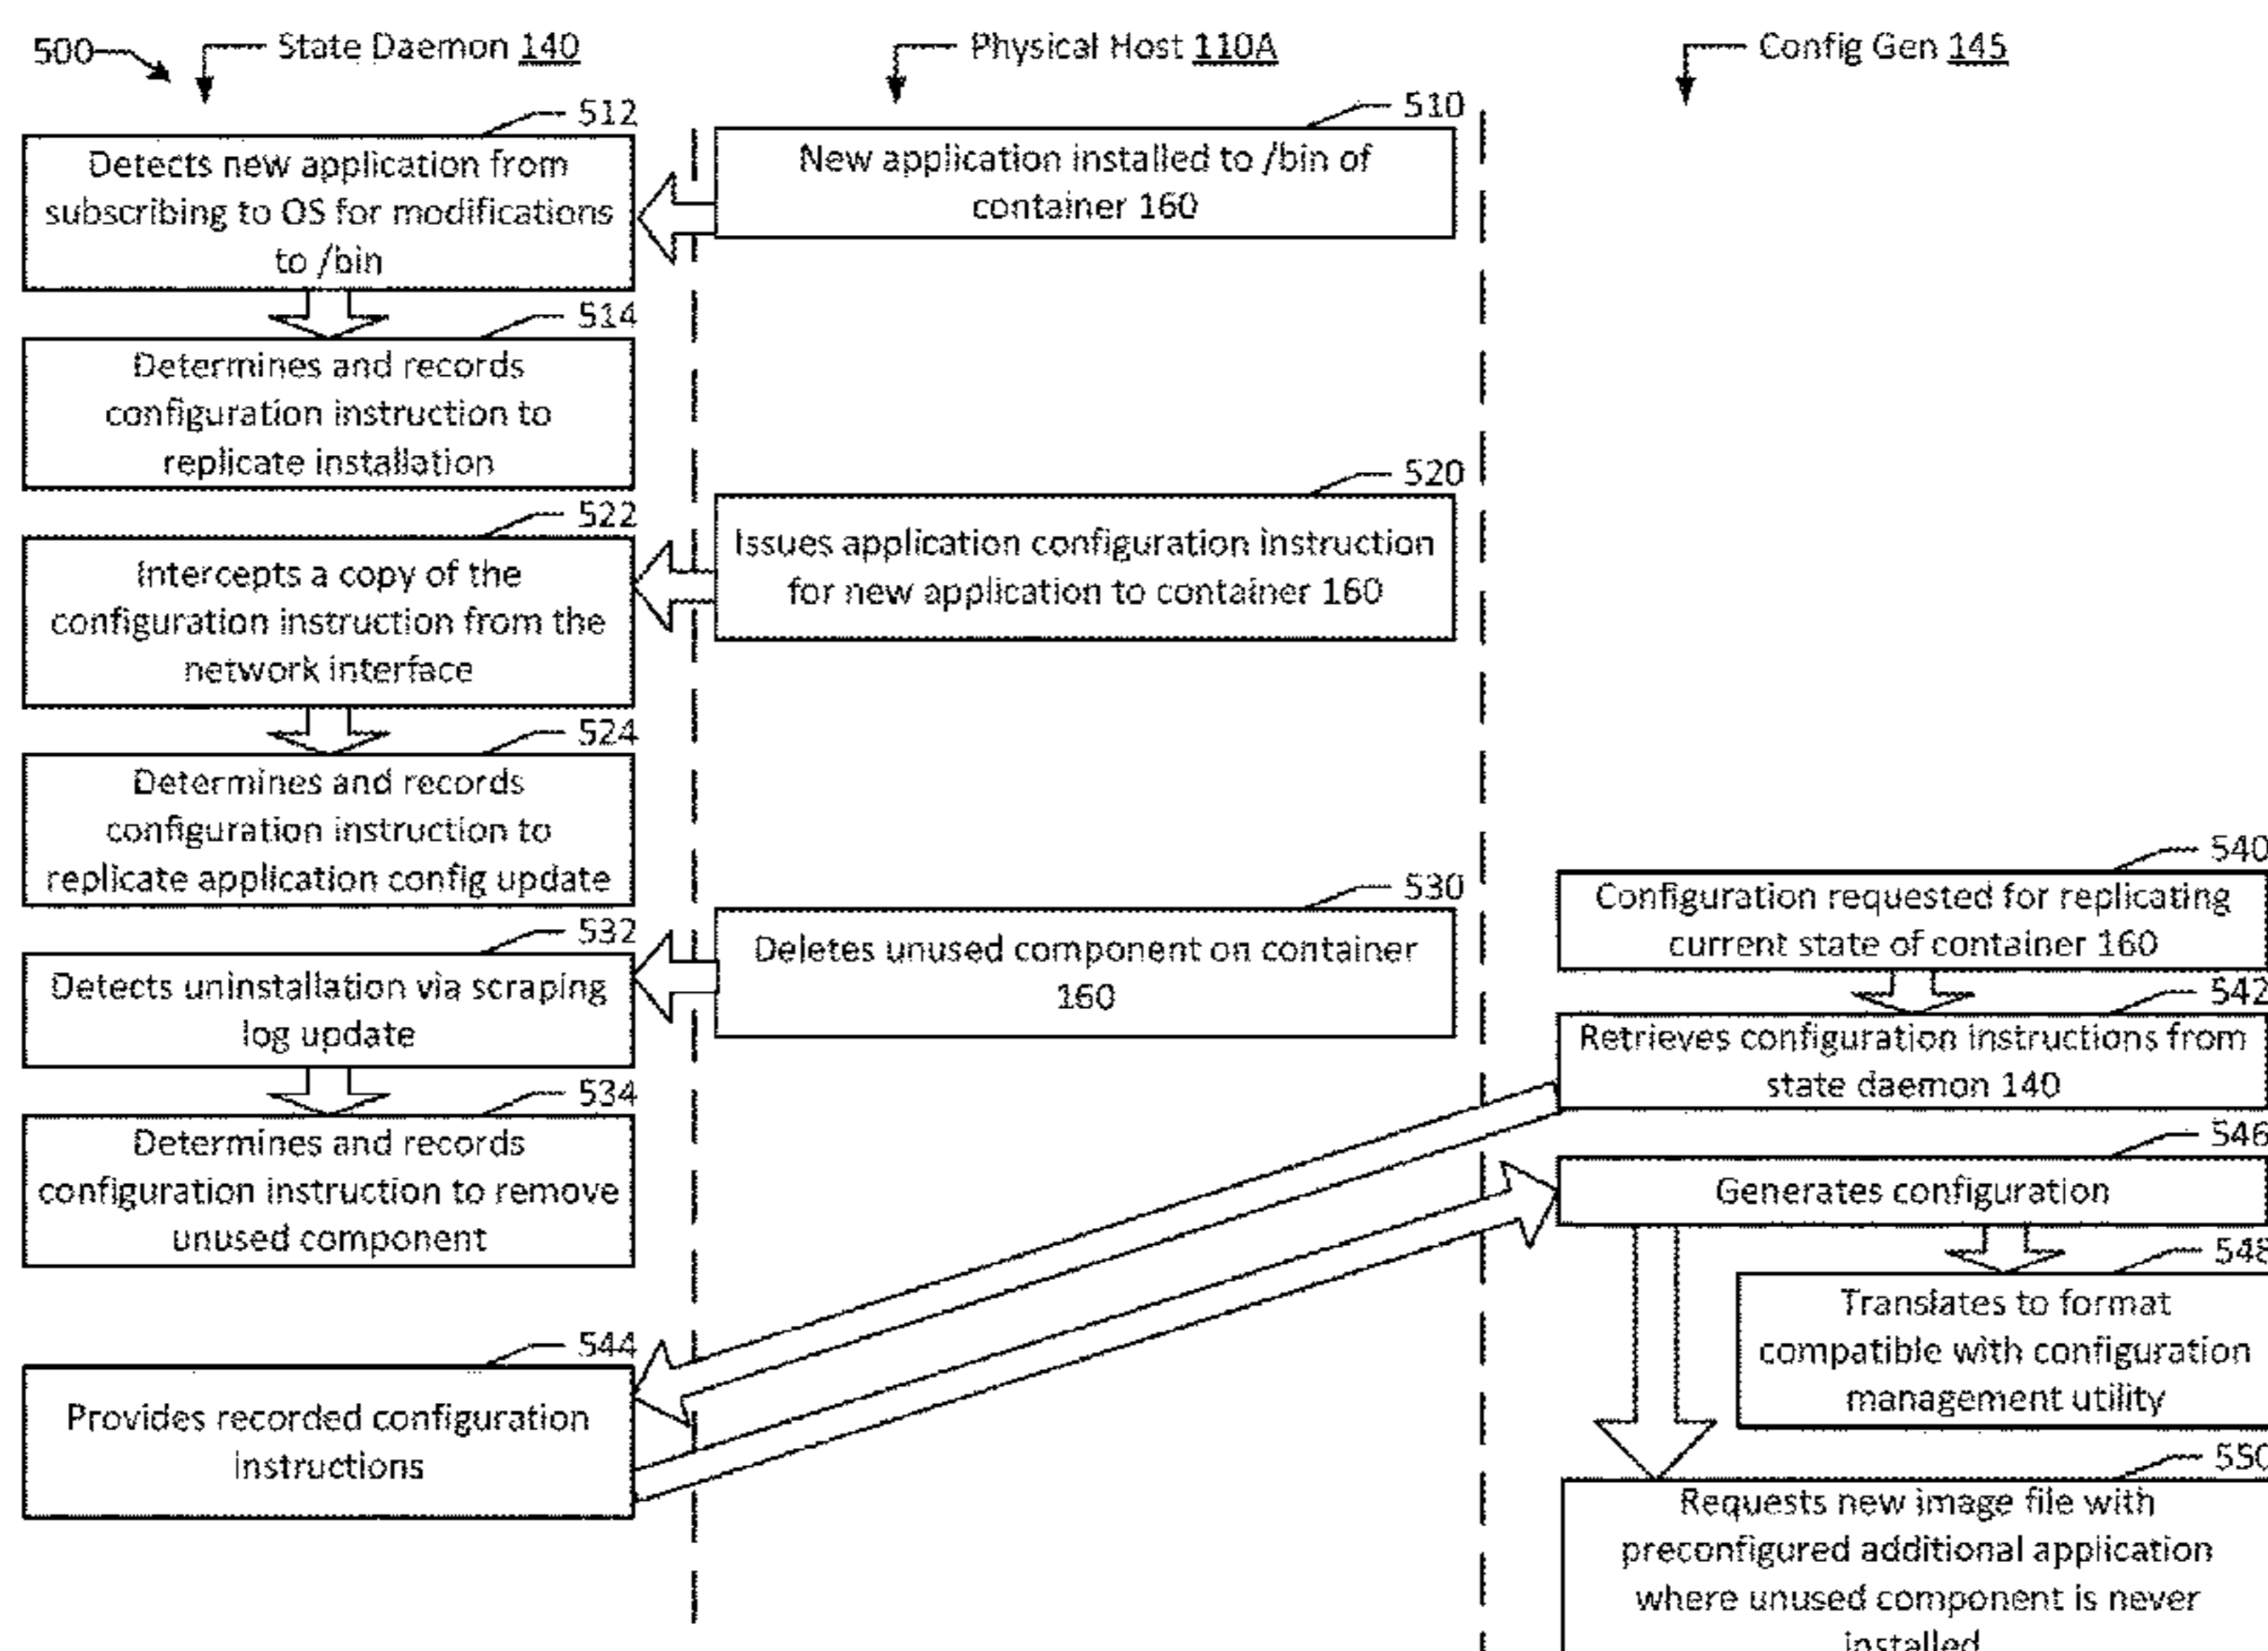 500
State Daemon 140
Physical Host 110A
Config Gen 145
512
Detects new application from
subscribing to OS for modifications
to /bin
510
New application installed to /bin of
container 160
514
Determines and records
configuration instruction to
replicate installation
520
Issues application configuration instruction
for new application to container 160
522
Intercepts a copy of the
configuration instruction from the
network interface
524
Determines and records
configuration instruction to
replicate application config update
530
Deletes unused component on container
160
532
Detects uninstallation via scraping
log update
534
Determines and records
configuration instruction to remove
unused component
540
Configuration requested for replicating
current state of container 160
542
Retrieves configuration instructions from
state daemon 140
544
Provides recorded configuration
instructions
546
Generates configuration
548
Translates to format
compatible with configuration
management utility
550
Requests new image file with
preconfigured additional application
where unused component is never
installed